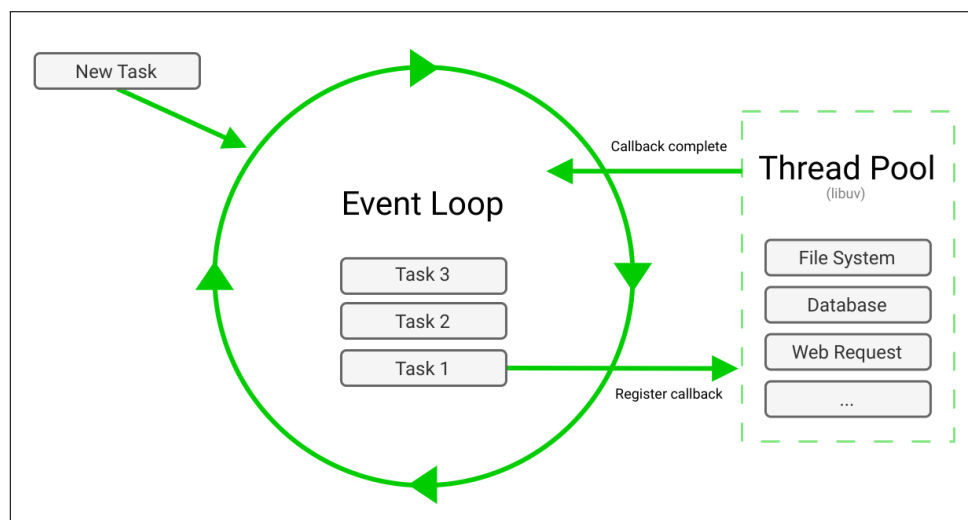 New Task
Callback complete
Thread Pool
(libuv)
Event Loop
File System
Task 3
Database
Task 2
Web Request
Task 1
Register callback
...